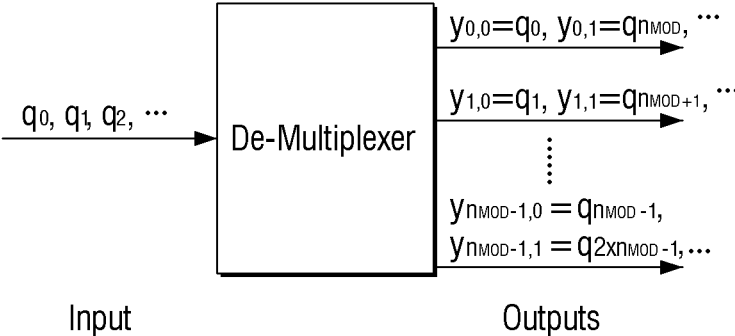 y0,0=q0, y0,1=qnMOD, ...
q0, q1, q2, ...
De-Multiplexer
y1,0=q1, y1,1=qnMOD+1, ...
ynMOD-1,0 = qnMOD -1,
ynMOD-1,1 = q2xnMOD-1, ...
Input
Outputs